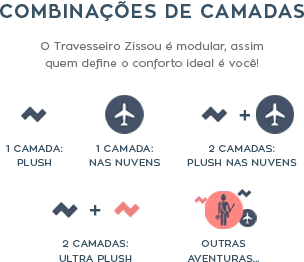 COMBINAÇÕES DE CAMADAS
O Travesseiro Zissou é modular, assim
quem define o conforto ideal é você!
1 CAMADA:
PLUSH
1 CAMADA:
NAS NUVENS
2 CAMADAS:
PLUSH NAS NUVENS
2 CAMADAS:
ULTRA PLUSH
OUTRAS
AVENTURAS...